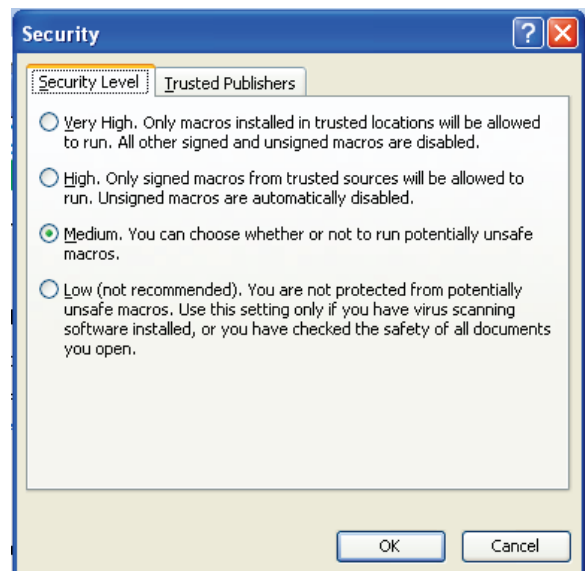 Security
Security Level Trusted Publishers
Very High. Only macros installed in trusted locations will be allowed
to run. All other signed and unsigned macros are disabled.
High. Only signed macros from trusted sources will be allowed to
run. Unsigned macros are automatically disabled.
Medium. You can choose whether or not to run potentially unsafe
macros.
Low (not recommended). You are not protected from potentially
unsafe macros. Use this setting only if you have virus scanning
software installed, or you have checked the safety of all documents
you open.
OK Cancel